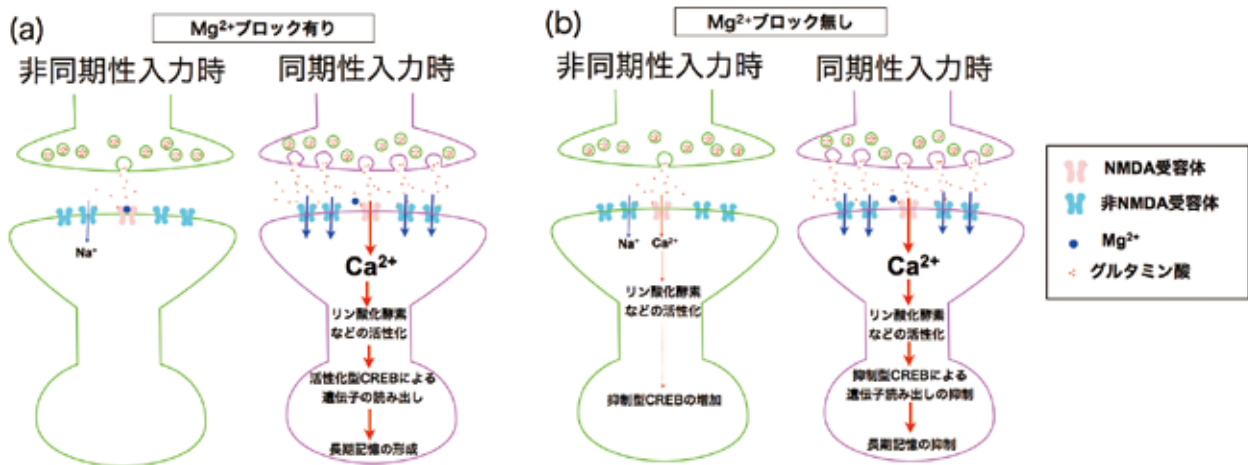 (a)
Mg²⁺ブロック有り
非同期性入力時
同期性入力時
Na⁺
Ca²⁺
リン酸化酵素
などの活性化
活性化型CREBによる
遺伝子の読み出し
長期記憶の形成
(b)
Mg²⁺ブロック無し
非同期性入力時
同期性入力時
Na⁺
Ca²⁺
リン酸化酵素
などの活性化
抑制型CREBの増加
Ca²⁺
リン酸化酵素
などの活性化
抑制型CREBによる
遺伝子読み出しの抑制
長期記憶の抑制
NMDA受容体
非NMDA受容体
Mg²⁺
グルタミン酸